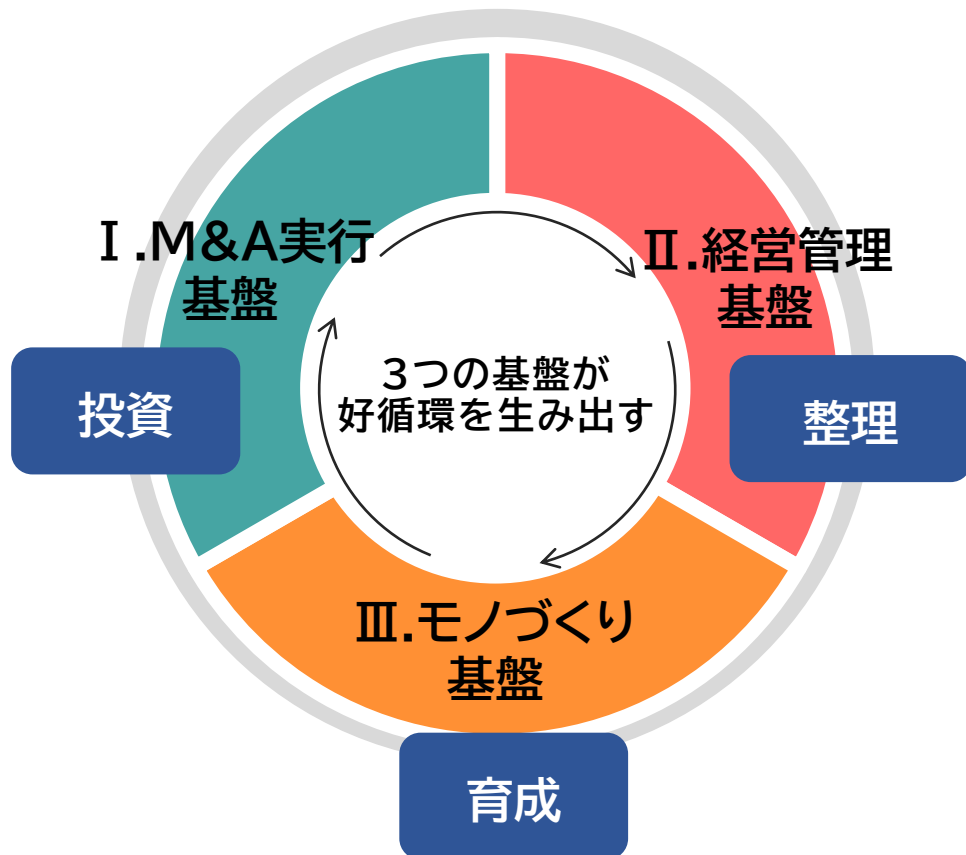 Ⅰ.M&A実行
基盤
Ⅱ.経営管理
基盤
投資
3つの基盤が
好循環を生み出す
整理
Ⅲ.モノづくり
基盤
育成